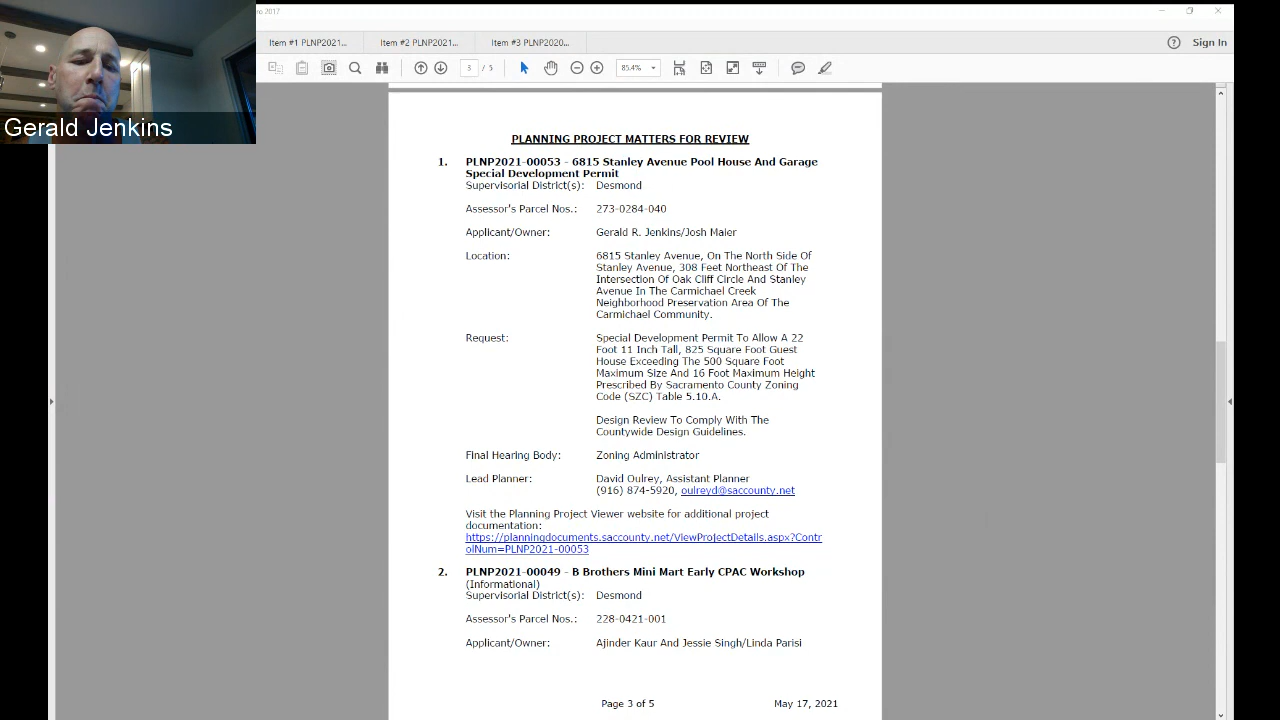 ro 2017
Item #1 PLNP2021... Item #2 PLNP2021... Item #3 PLNP2020... Sign In
3 / 5 85.4%
Gerald Jenkins
PLANNING PROJECT MATTERS FOR REVIEW
1. PLNP2021-00053 - 6815 Stanley Avenue Pool House And Garage
Special Development Permit
Supervisorial District(s): Desmond
Assessor's Parcel Nos.: 273-0284-040
Applicant/Owner: Gerald R. Jenkins/Josh Maier
Location: 6815 Stanley Avenue, On The North Side Of
Stanley Avenue, 308 Feet Northeast Of The
Intersection Of Oak Cliff Circle And Stanley
Avenue In The Carmichael Creek
Neighborhood Preservation Area Of The
Carmichael Community.
Request: Special Development Permit To Allow A 22
Foot 11 Inch Tall, 825 Square Foot Guest
House Exceeding The 500 Square Foot
Maximum Size And 16 Foot Maximum Height
Prescribed By Sacramento County Zoning
Code (SZC) Table 5.10.A.
Design Review To Comply With The
Countywide Design Guidelines.
Final Hearing Body: Zoning Administrator
Lead Planner: David Oulrey, Assistant Planner
(916) 874-5920, oulreyd@saccounty.net
Visit the Planning Project Viewer website for additional project
documentation:
https://planningdocuments.saccounty.net/ViewProjectDetails.aspx?Contr
olNum=PLNP2021-00053
2. PLNP2021-00049 - B Brothers Mini Mart Early CPAC Workshop
(Informational)
Supervisorial District(s): Desmond
Assessor's Parcel Nos.: 228-0421-001
Applicant/Owner: Ajinder Kaur And Jessie Singh/Linda Parisi
Page 3 of 5 May 17, 2021